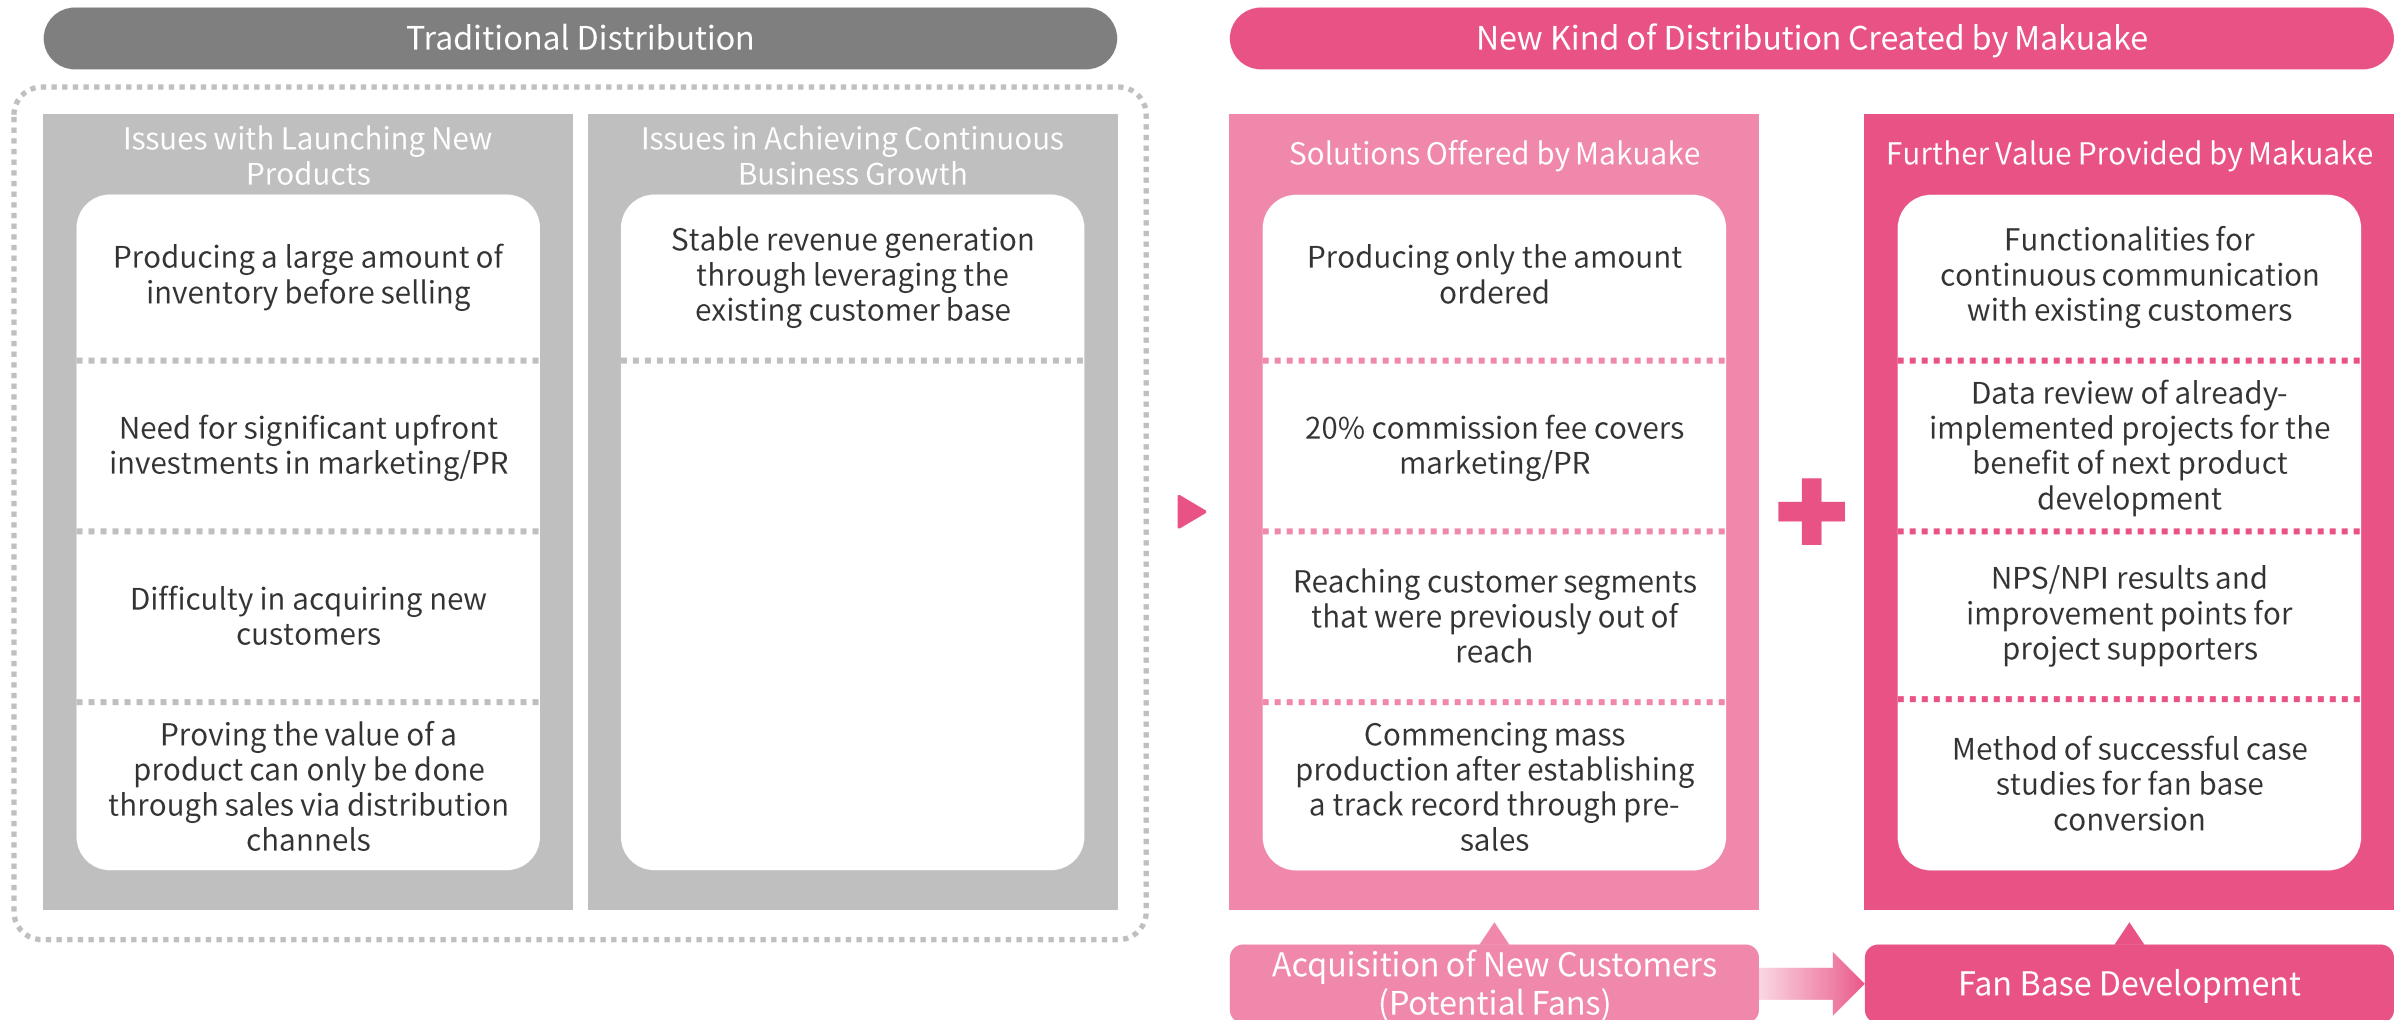 Traditional Distribution
New Kind of Distribution Created by Makuake
Issues with Launching New
Products
Producing a large amount of
inventory before selling
Need for significant upfront
investments in marketing/PR
Difficulty in acquiring new
customers
Proving the value of a
product can only be done
through sales via distribution
channels
Issues in Achieving Continuous
Business Growth
Stable revenue generation
through leveraging the
existing customer base
Solutions Offered by Makuake
Producing only the amount
ordered
20% commission fee covers
marketing/PR
Reaching customer segments
that were previously out of
reach
Commencing mass
production after establishing
a track record through pre-
sales
Further Value Provided by Makuake
Functionalities for
continuous communication
with existing customers
Data review of already-
implemented projects for the
benefit of next product
development
NPS/NPI results and
improvement points for
project supporters
Method of successful case
studies for fan base
conversion
Acquisition of New Customers
(Potential Fans)
Fan Base Development